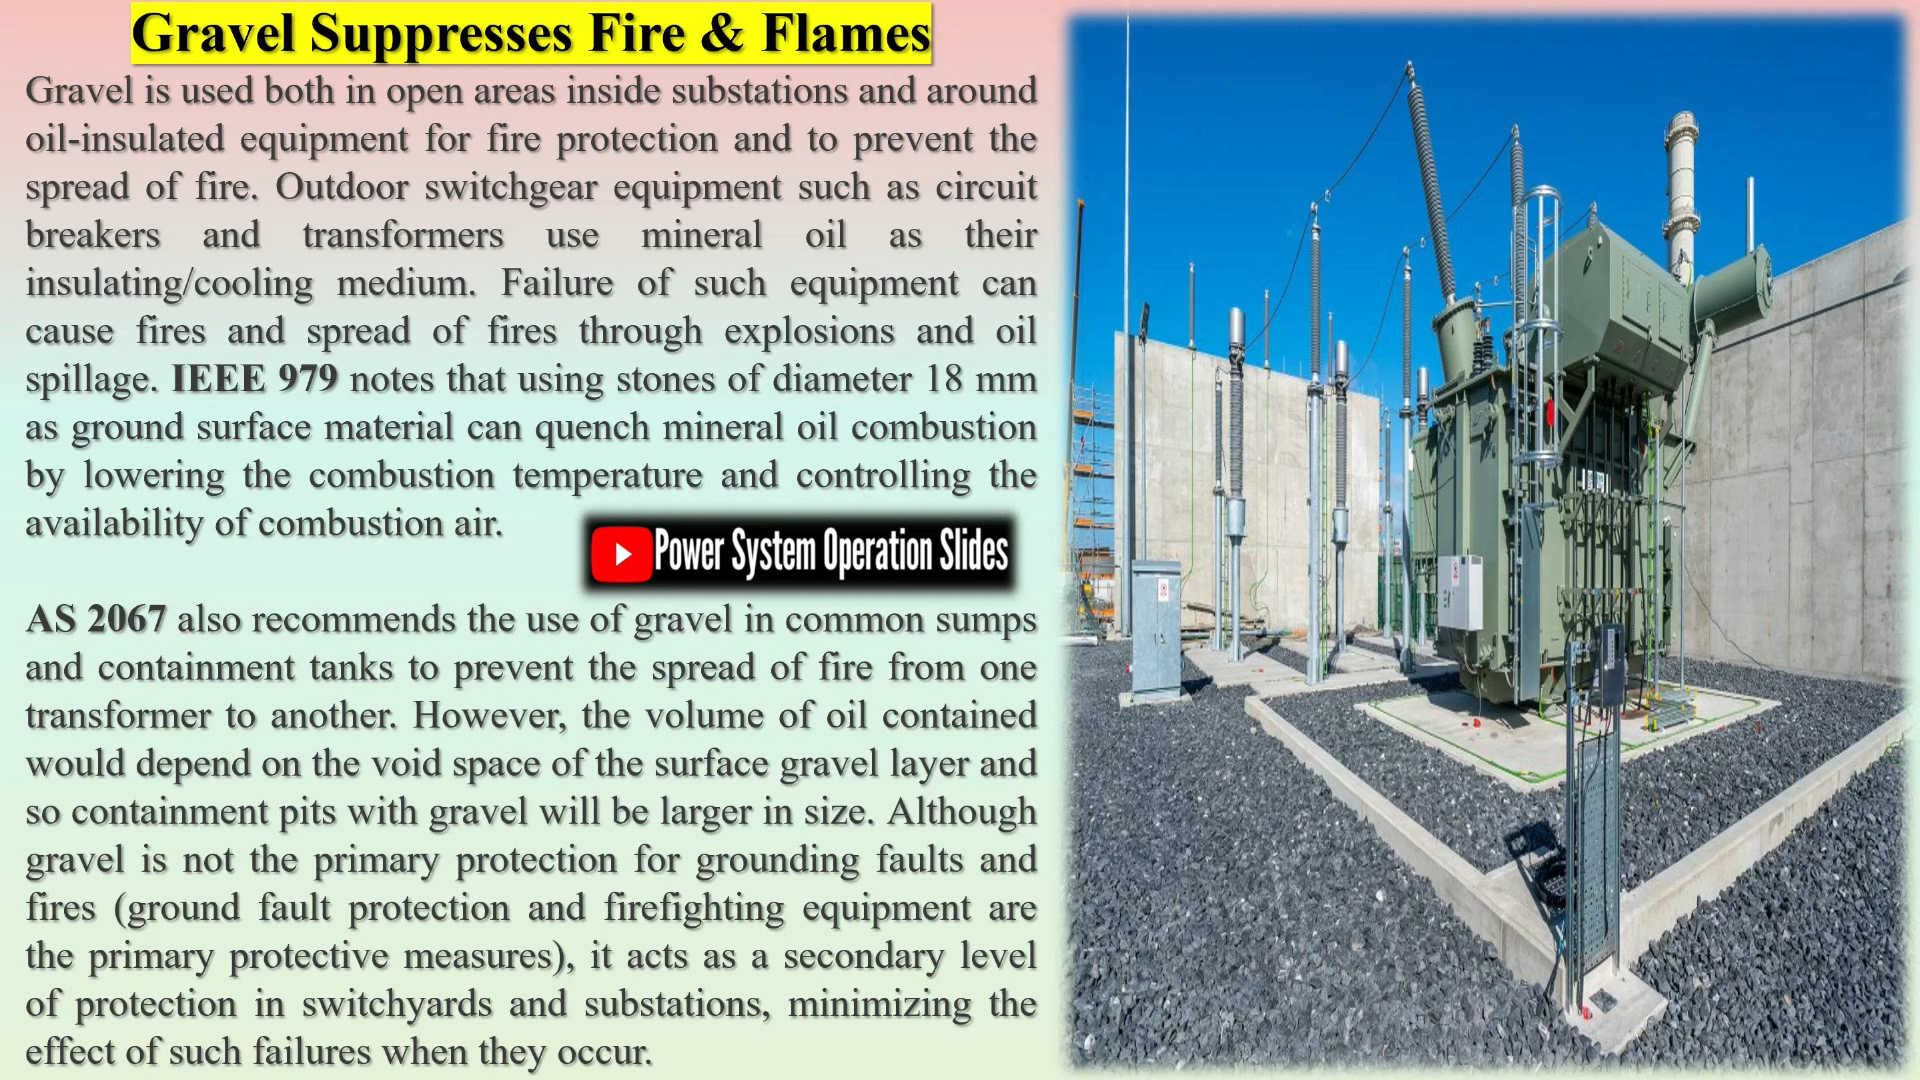 Gravel Suppresses Fire & Flames
Gravel is used both in open areas inside substations and around
oil-insulated equipment for fire protection and to prevent the
spread of fire. Outdoor switchgear equipment such as circuit
breakers and transformers use mineral oil as their
insulating/cooling medium. Failure of such equipment can
cause fires and spread of fires through explosions and oil
spillage. IEEE 979 notes that using stones of diameter 18 mm
as ground surface material can quench mineral oil combustion
by lowering the combustion temperature and controlling the
availability of combustion air.
Power System Operation Slides
AS 2067 also recommends the use of gravel in common sumps
and containment tanks to prevent the spread of fire from one
transformer to another. However, the volume of oil contained
would depend on the void space of the surface gravel layer and
so containment pits with gravel will be larger in size. Although
gravel is not the primary protection for grounding faults and
fires (ground fault protection and firefighting equipment are
the primary protective measures), it acts as a secondary level
of protection in switchyards and substations, minimizing the
effect of such failures when they occur.